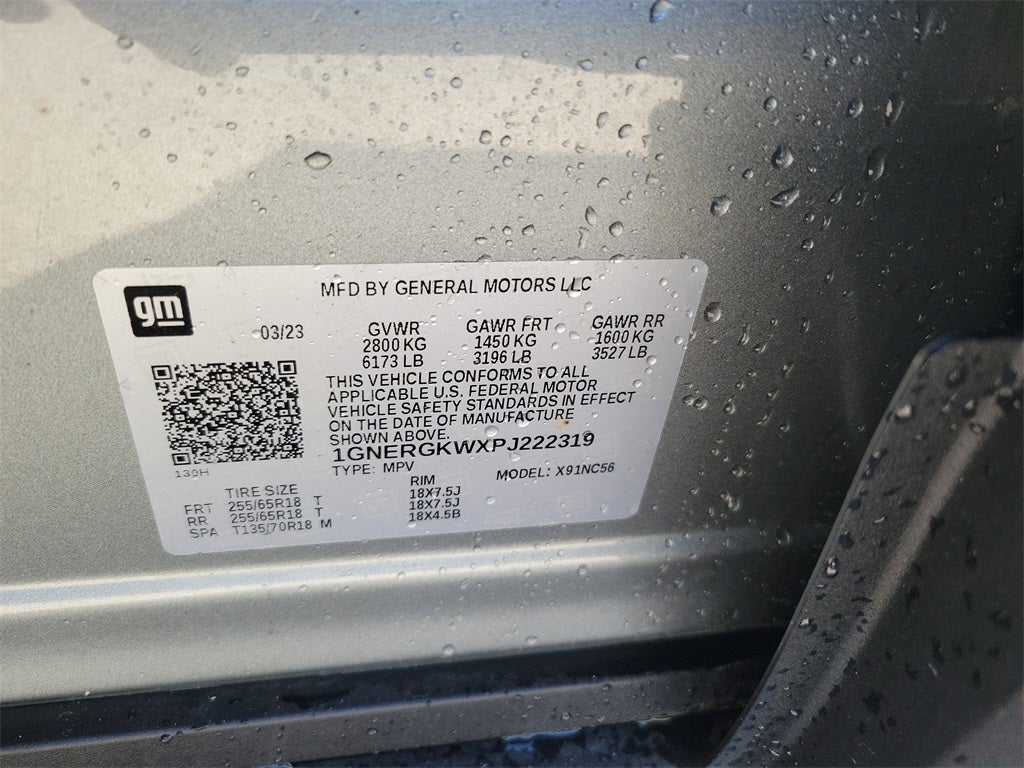 gm
MFD BY GENERAL MOTORS LLC
03/23 GVWR GAWR FRT GAWR RR
2800 KG 1450 KG 1600 KG
6173 LB 3196 LB 3527 LB
THIS VEHICLE CONFORMS TO ALL
APPLICABLE U.S. FEDERAL MOTOR
VEHICLE SAFETY STANDARDS IN EFFECT
ON THE DATE OF MANUFACTURE
SHOWN ABOVE.
1GNERGKWXPJ222319
130H
TYPE: MPV MODEL: X91NC56
TIRE SIZE RIM
FRT 255/65R18 T 18X7.5J
RR 255/65R18 T 18X7.5J
SPA T135/70R18 M 18X4.5B